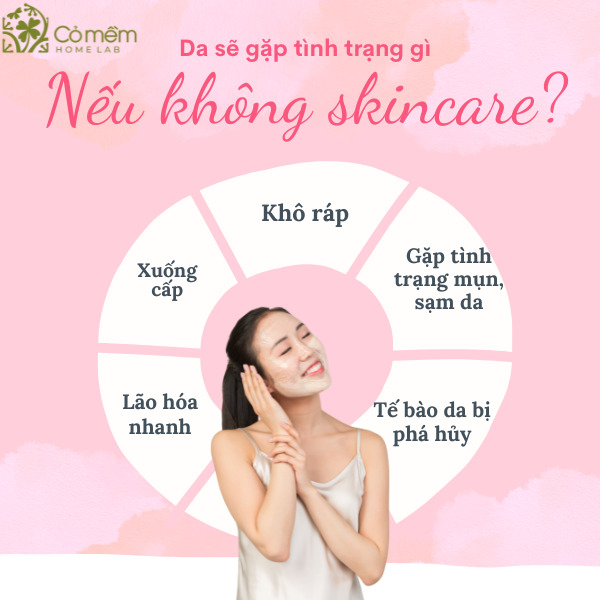 Cỏ mềm
HOME LAB
Da sẽ gặp tình trạng gì
Nếu không skincare?
Khô ráp
Gặp tình
trạng mụn,
sạm da
Xuống
cấp
Lão hóa
nhanh
Tế bào da bị
phá hủy